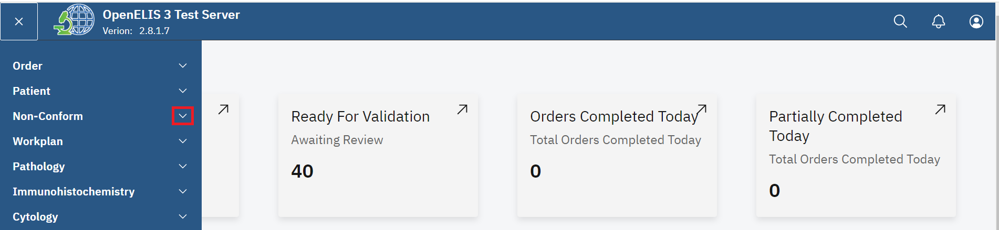 OpenELIS 3 Test Server
Verion: 2.8.1.7
Order
Patient
Non-Conform
Workplan
Pathology
Immunohistochemistry
Cytology
Ready For Validation
Awaiting Review
40
Orders Completed Today
Total Orders Completed Today
0
Partially Completed
Today
Total Orders Completed Today
0